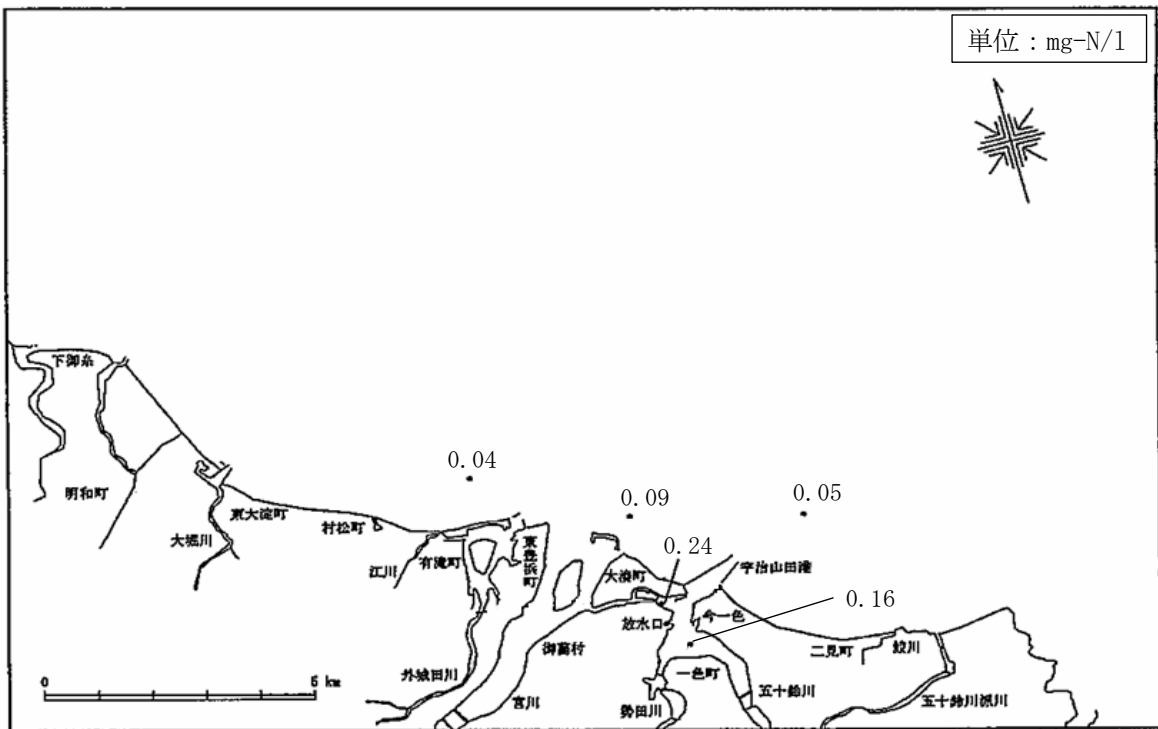 単位：mg-N/l
下御糸
0.04
明和町
0.09
0.05
東大淀町
村松町
大堀川
江川
有滝町
東豊浜町
大湊町
0.24
宇治山田港
0.16
放水口
今一色
御薗村
二見町
鮫川
外城田川
一色町
宮川
勢田川
五十鈴川
五十鈴川派川
0
5 km